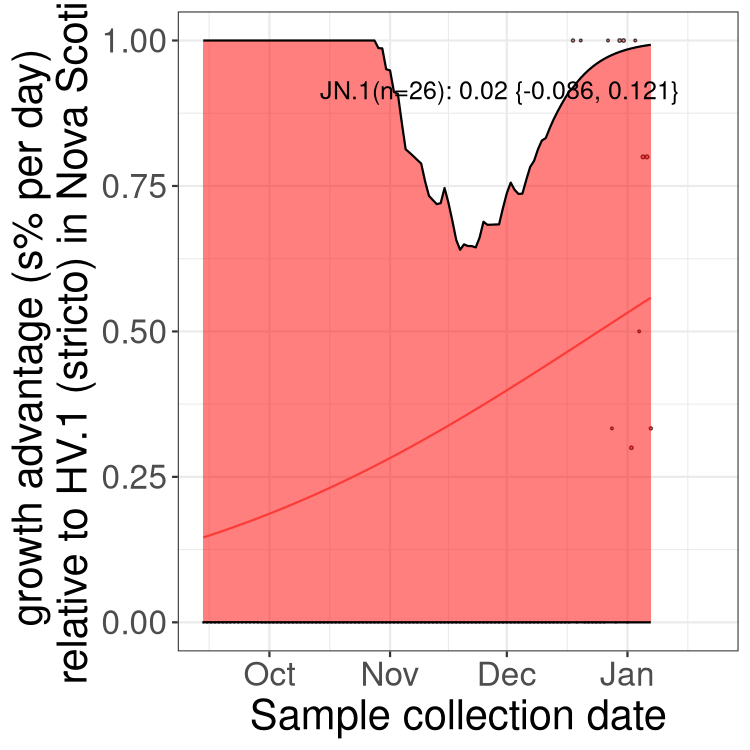 growth advantage (s% per day)
relative to HV.1 (stricto) in Nova Scoti
1.00
0.75
0.50
0.25
0.00
JN.1(n=26): 0.02 {-0.086, 0.121}
Oct Nov Dec Jan
Sample collection date